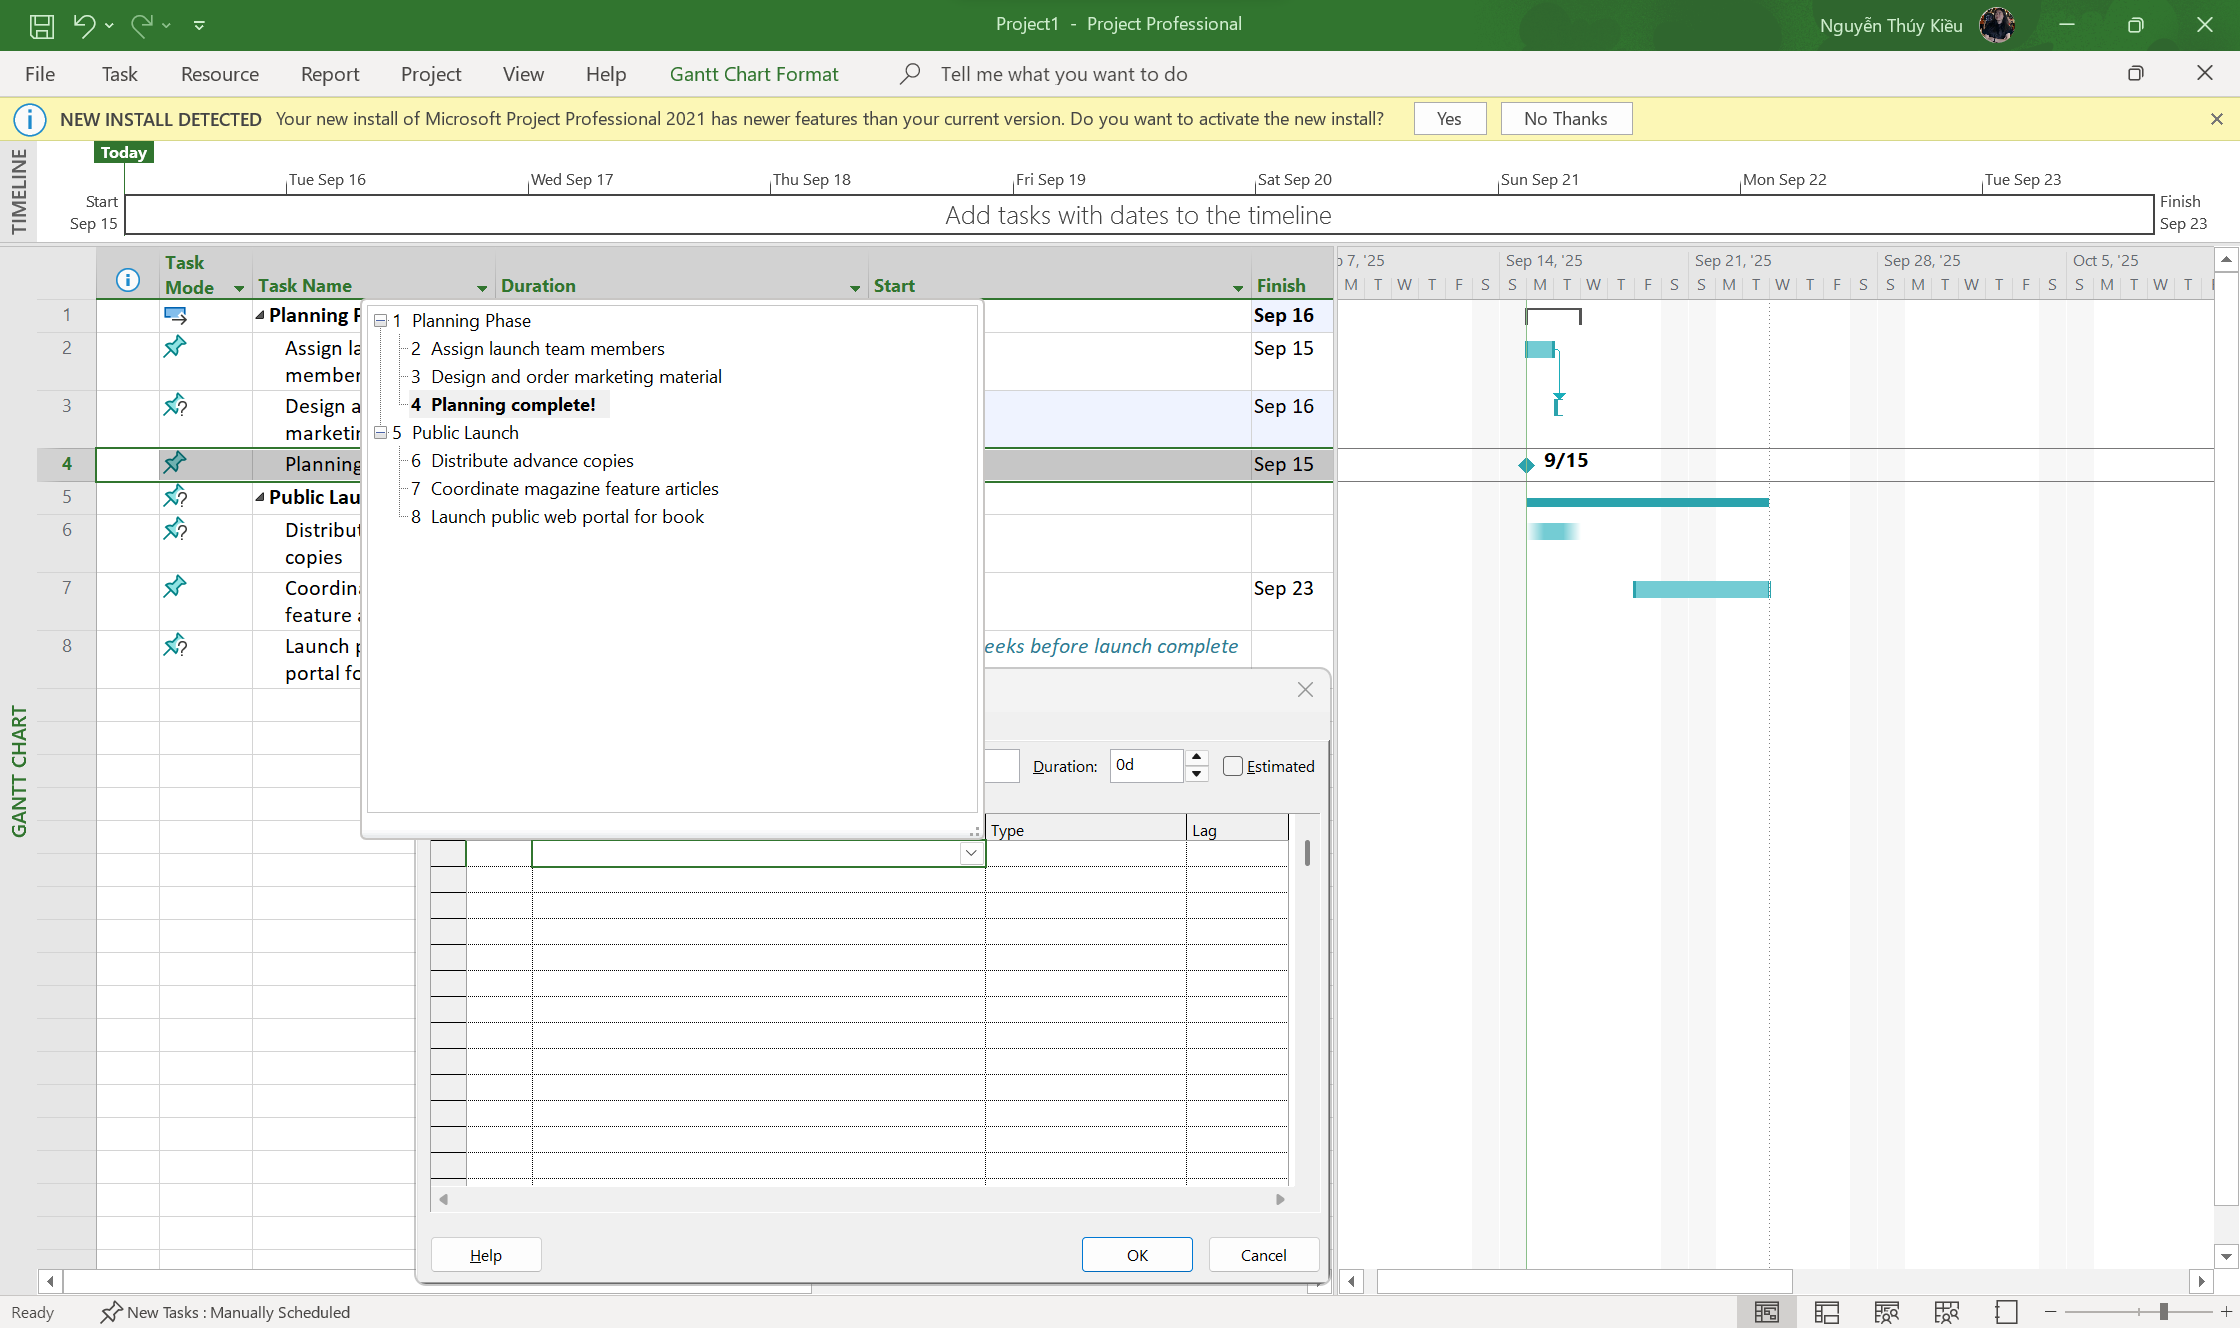 Project1 - Project Professional
Nguyễn Thúy Kiều
File Task Resource Report Project View Help Gantt Chart Format Tell me what you want to do
NEW INSTALL DETECTED Your new install of Microsoft Project Professional 2021 has newer features than your current version. Do you want to activate the new install? Yes No Thanks
TIMELINE
Today
Tue Sep 16 Wed Sep 17 Thu Sep 18 Fri Sep 19 Sat Sep 20 Sun Sep 21 Mon Sep 22 Tue Sep 23
Start
Sep 15
Add tasks with dates to the timeline
Finish
Sep 23
GANTT CHART
Task Mode Task Name Duration Start Finish
7, '25 Sep 14, '25 Sep 21, '25 Sep 28, '25 Oct 5, '25
M T W T F S S M T W T F S S M T W T F S S M T W T F S S M T W T
1 Planning P Sep 16
2 Assign la Sep 15
member
3 Design a Sep 16
marketin
4 Planning Sep 15
9/15
5 Public Lau
6 Distribut
copies
7 Coordin Sep 23
feature a
8 Launch p eeks before launch complete
portal fo
1 Planning Phase
2 Assign launch team members
3 Design and order marketing material
4 Planning complete!
5 Public Launch
6 Distribute advance copies
7 Coordinate magazine feature articles
8 Launch public web portal for book
Duration: 0d Estimated
Type Lag
Help OK Cancel
Ready New Tasks : Manually Scheduled